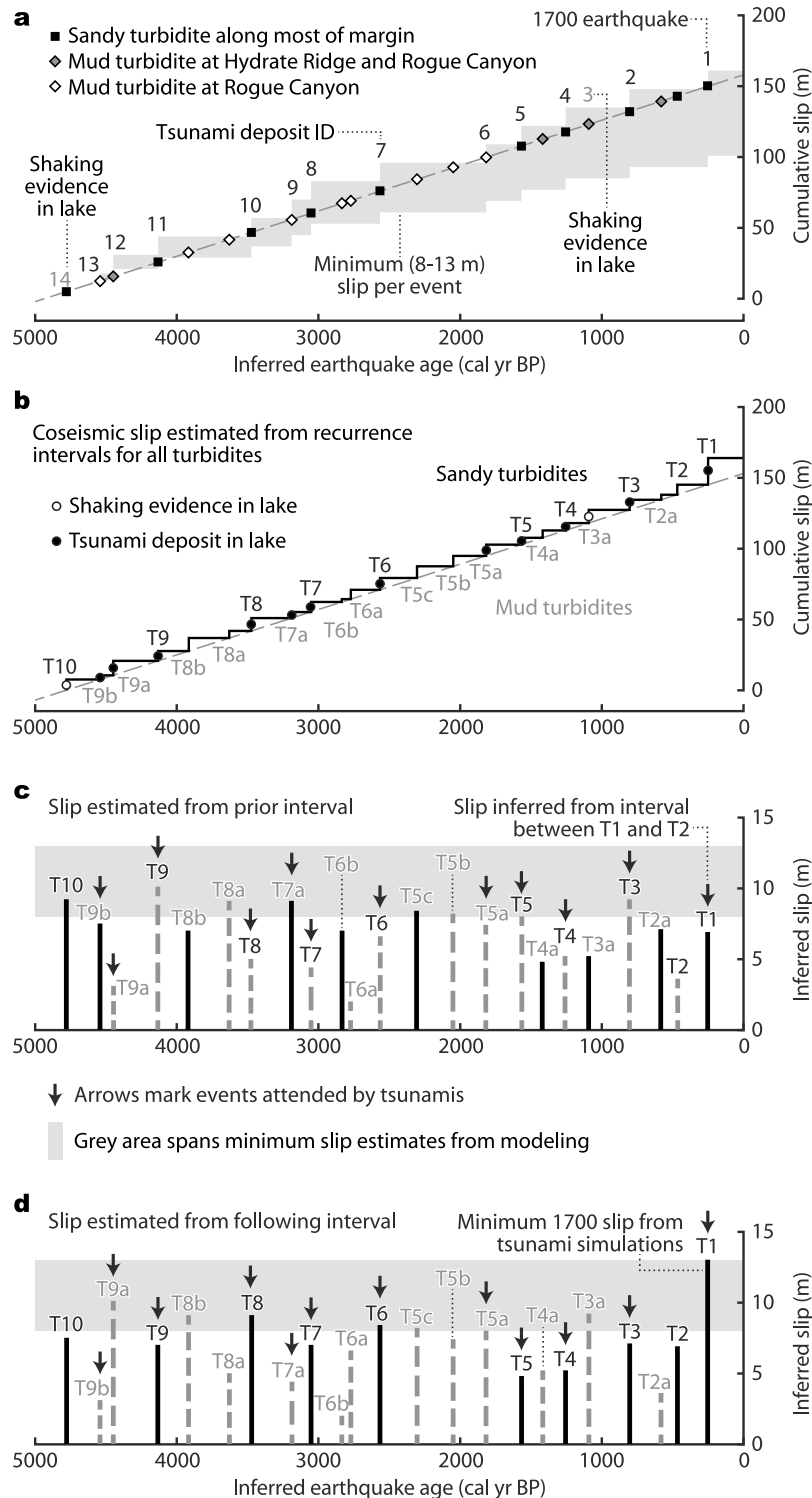 a
Sandy turbidite along most of margin
Mud turbidite at Hydrate Ridge and Rogue Canyon
Mud turbidite at Rogue Canyon
1700 earthquake
Tsunami deposit ID
Shaking
evidence
in lake
Shaking
evidence
in lake
Minimum (8-13 m)
slip per event
14
13
12
11
10
9
8
7
6
5
4
3
2
1
200
150
100
50
0
Cumulative slip (m)
5000
4000
3000
2000
1000
0
Inferred earthquake age (cal yr BP)
b
Coseismic slip estimated from recurrence
intervals for all turbidites
Shaking evidence in lake
Tsunami deposit in lake
Sandy turbidites
Mud turbidites
T10
T9b
T9a
T9
T8b
T8a
T8
T7a
T7
T6b
T6a
T6
T5c
T5b
T5a
T5
T4a
T4
T3a
T3
T2a
T2
T1
200
150
100
50
0
Cumulative slip (m)
5000
4000
3000
2000
1000
0
c
Slip estimated from prior interval
Slip inferred from interval
between T1 and T2
T10
T9b
T9a
T9
T8b
T8a
T8
T7a
T7
T6b
T6a
T6
T5c
T5b
T5a
T5
T4a
T4
T3a
T3
T2a
T2
T1
15
10
5
0
Inferred slip (m)
5000
4000
3000
2000
1000
0
Arrows mark events attended by tsunamis
Grey area spans minimum slip estimates from modeling
d
Slip estimated from following interval
Minimum 1700 slip from
tsunami simulations
T10
T9b
T9a
T9
T8b
T8a
T8
T7a
T7
T6b
T6a
T6
T5c
T5b
T5a
T5
T4a
T4
T3a
T3
T2a
T2
T1
15
10
5
0
Inferred slip (m)
5000
4000
3000
2000
1000
0
Inferred earthquake age (cal yr BP)